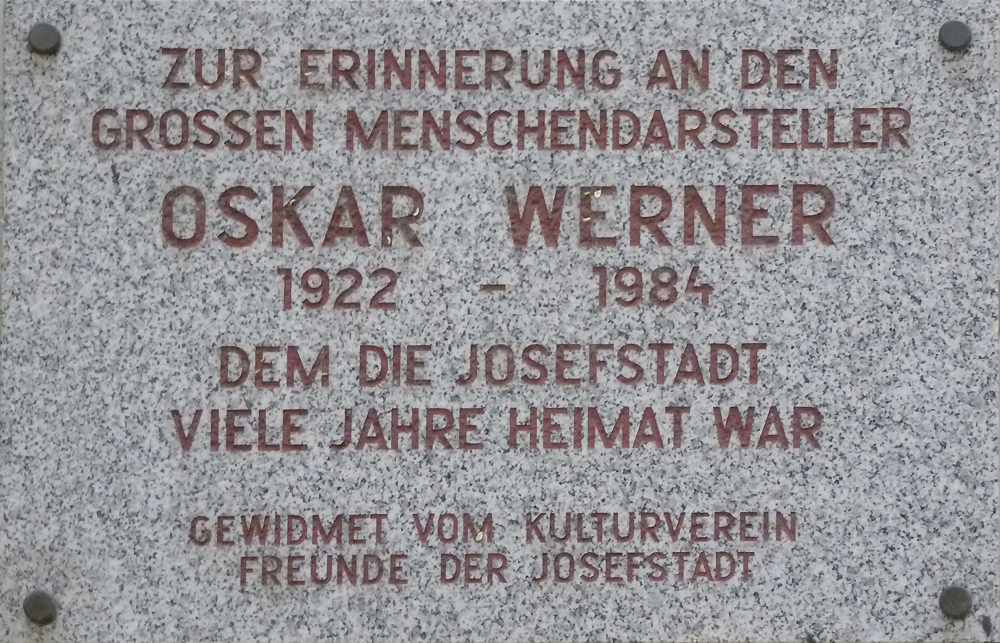 ZUR ERINNERUNG AN DEN
GROSSEN MENSCHENDARSTELLER
OSKAR WERNER
1922 - 1984
DEM DIE JOSEFSTADT
VIELE JAHRE HEIMAT WAR
GEWIDMET VOM KULTURVEREIN
FREUNDE DER JOSEFSTADT